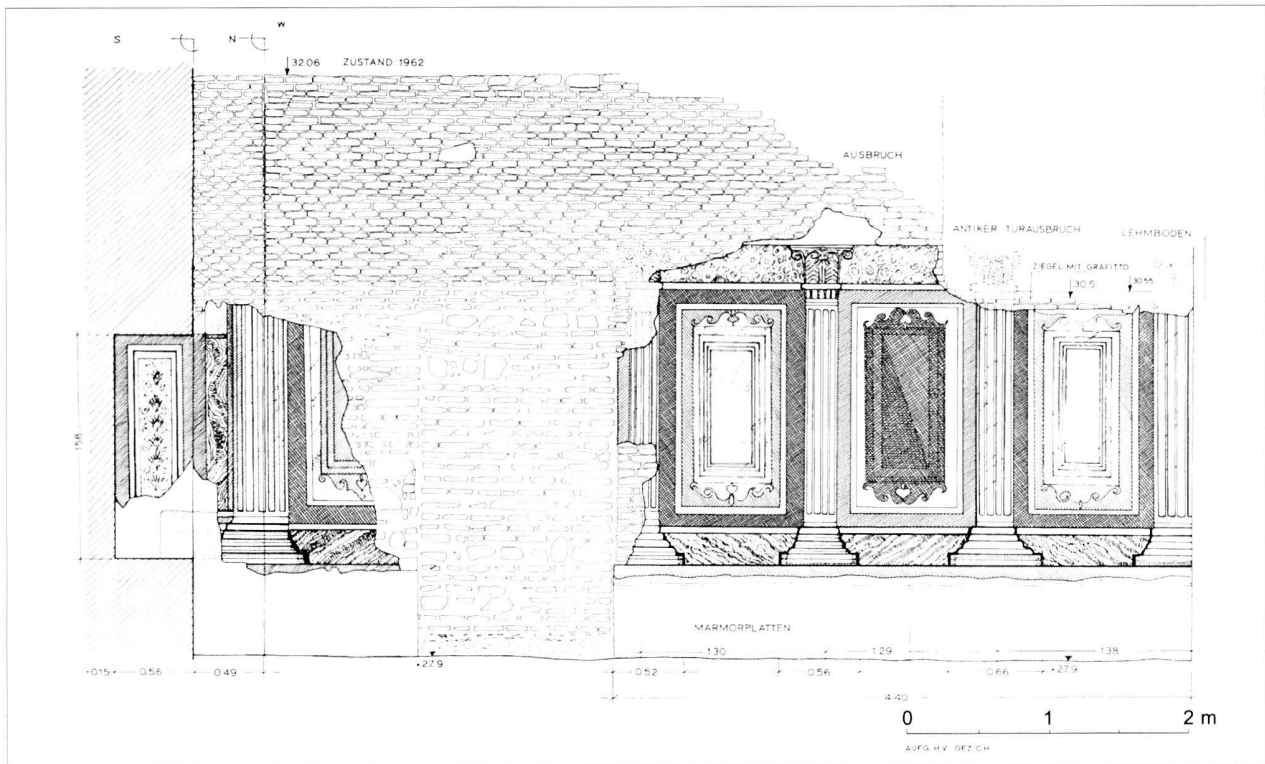 W
S N
32.06 ZUSTAND 1962
AUSBRUCH
ANTIKER TÜRAUSBRUCH LEHMBODEN
ZIEGEL MIT GRAFITTO
30.5 30.55
1.58
MARMORPLATTEN
1.30 1.29 1.38
+27.9 +27.9
0.15 0.56 0.49 0.52 0.56 0.66
4.40
0 1 2 m
AUFG. H.V. GEZ. C.H.